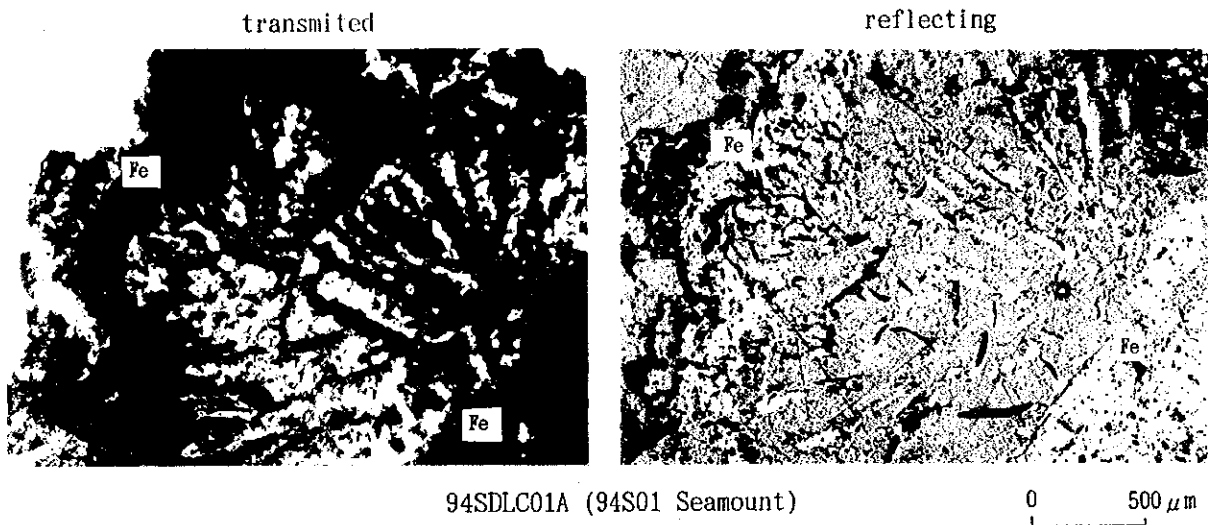 transmited
reflecting
Fe
Fe
Fe
Fe
94SDLC01A (94S01 Seamount)
0 500 μm